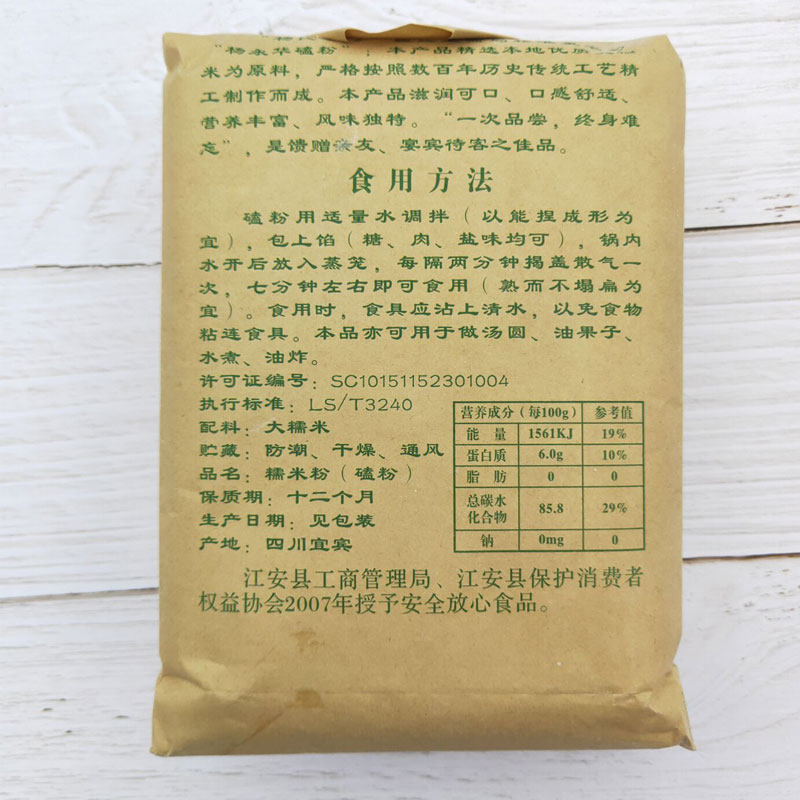 “杨永华磕粉”，本产品精选本地优质
米为原料，严格按照数百年历史传统工艺精
工制作而成。本产品滋润可口、口感舒适、
营养丰富、风味独特。“一次品尝，终身难
忘”，是馈赠亲友、宴宾待客之佳品。
食用方法
磕粉用适量水调拌（以能捏成形为
宜），包上馅（糖、肉、盐味均可），锅内
水开后放入蒸笼，每隔两分钟揭盖散气一
次，七分钟左右即可食用（熟而不塌扁为
宜）。食用时，食具应沾上清水，以免食物
粘连食具。本品亦可用于做汤圆、油果子、
水煮、油炸。
许可证编号：SC10151152301004
执行标准：LS/T3240
配料：大糯米
贮藏：防潮、干燥、通风
品名：糯米粉（磕粉）
保质期：十二个月
生产日期：见包装
产地：四川宜宾
营养成分（每100g） 参考值
能 量 1561KJ 19%
蛋白质 6.0g 10%
脂 肪 0 0
总碳水
化合物 85.8 29%
钠 0mg 0
江安县工商管理局、江安县保护消费者
权益协会2007年授予安全放心食品。